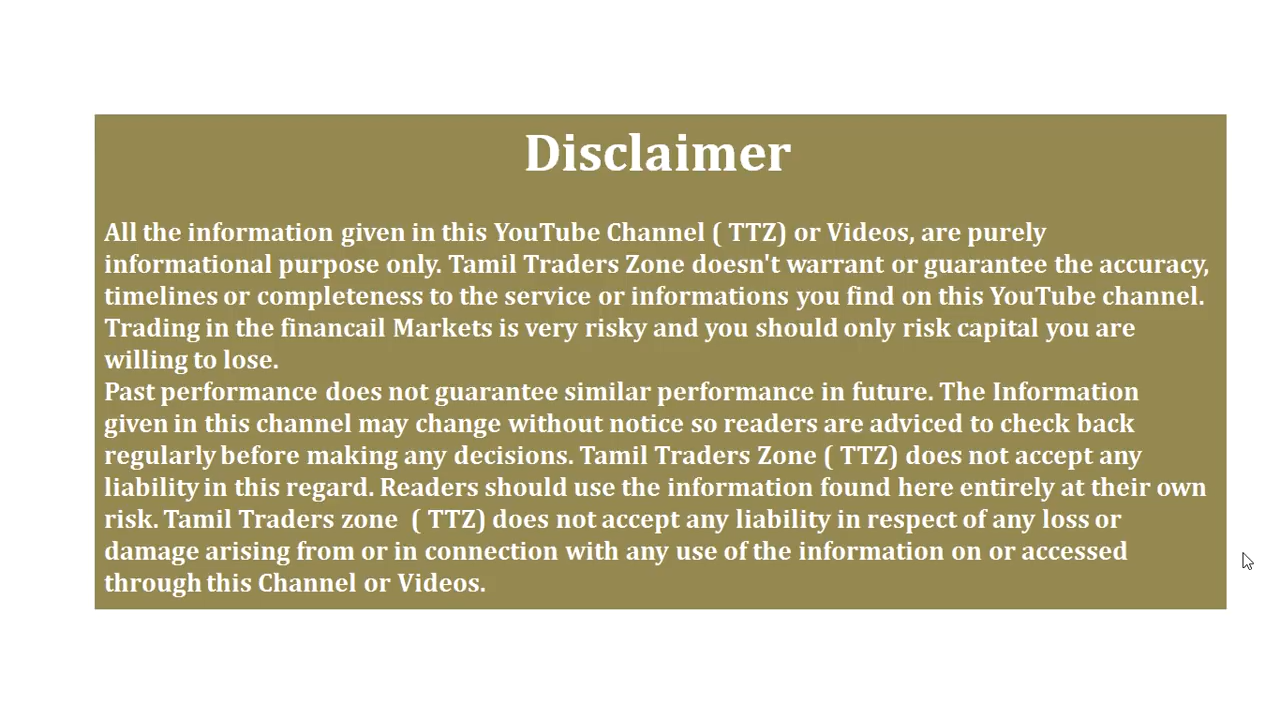 Disclaimer
All the information given in this YouTube Channel ( TTZ) or Videos, are purely
informational purpose only. Tamil Traders Zone doesn't warrant or guarantee the accuracy,
timelines or completeness to the service or informations you find on this YouTube channel.
Trading in the financail Markets is very risky and you should only risk capital you are
willing to lose.
Past performance does not guarantee similar performance in future. The Information
given in this channel may change without notice so readers are adviced to check back
regularly before making any decisions. Tamil Traders Zone ( TTZ) does not accept any
liability in this regard. Readers should use the information found here entirely at their own
risk. Tamil Traders zone  ( TTZ) does not accept any liability in respect of any loss or
damage arising from or in connection with any use of the information on or accessed
through this Channel or Videos.